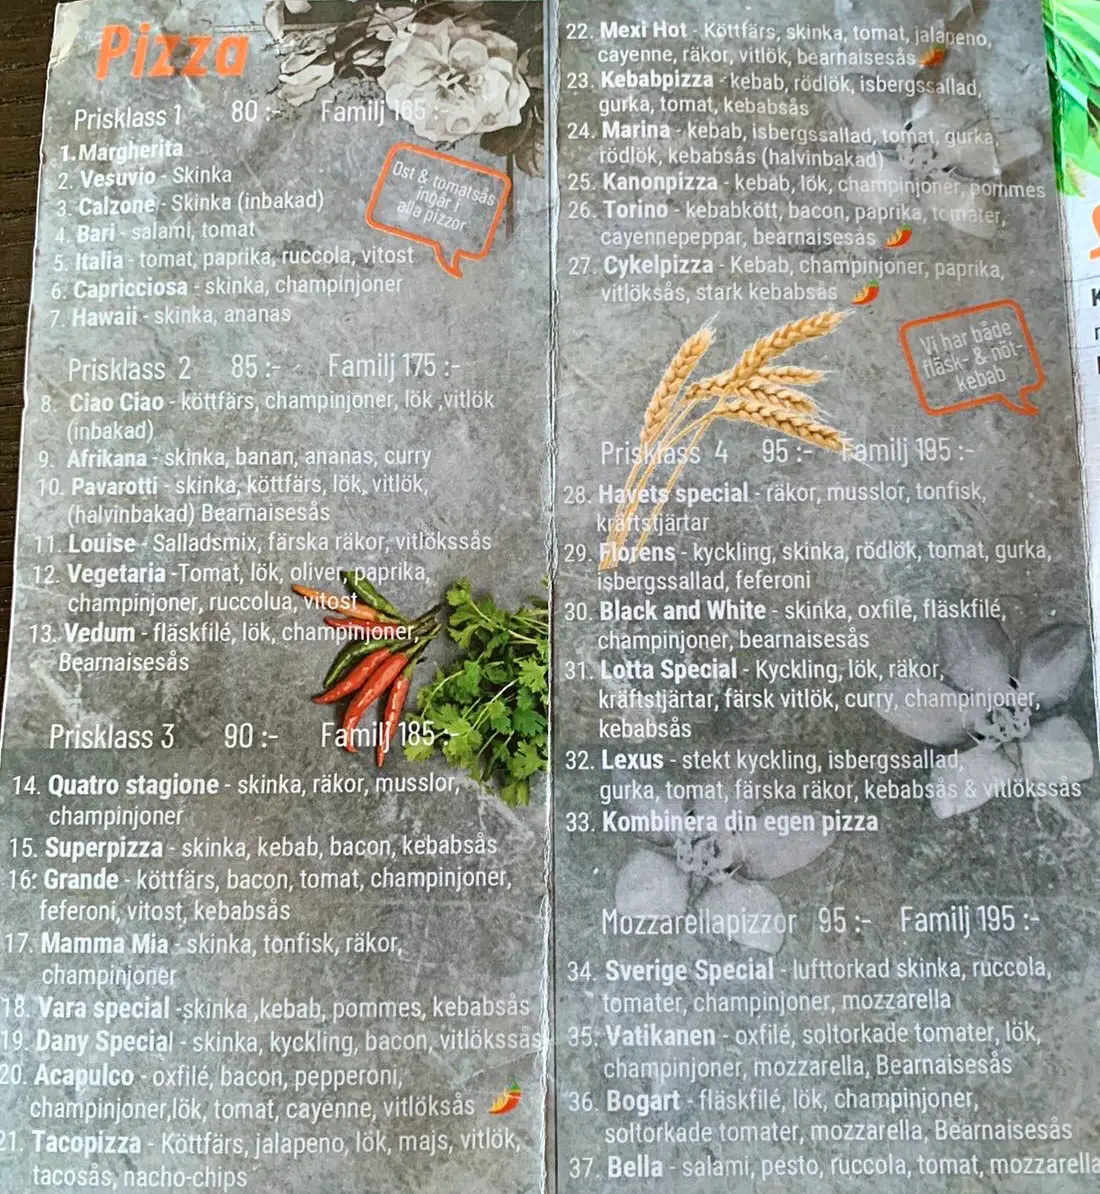 Pizza
Prisklass 1 80 :- Familj 165 :-
1. Margherita
2. Vesuvio - Skinka
3. Calzone - Skinka (inbakad)
4. Bari - salami, tomat
5. Italia - tomat, paprika, ruccola, vitost
6. Capricciosa - skinka, champinjoner
7. Hawaii - skinka, ananas
Ost & tomatsås
ingår i
alla pizzor
Prisklass 2 85 :- Familj 175 :-
8. Ciao Ciao - köttfärs, champinjoner, lök ,vitlök
(inbakad)
9. Afrikana - skinka, banan, ananas, curry
10. Pavarotti - skinka, köttfärs, lök, vitlök,
(halvinbakad) Bearnaisesås
11. Louise - Salladsmix, färska räkor, vitlökssås
12. Vegetaria -Tomat, lök, oliver, paprika,
champinjoner, ruccolua, vitost
13. Vedum - fläskfilé, lök, champinjoner,
Bearnaisesås
Prisklass 3 90 :- Familj 185 :-
14. Quatro stagione - skinka, räkor, musslor,
champinjoner
15. Superpizza - skinka, kebab, bacon, kebabsås
16. Grande - köttfärs, bacon, tomat, champinjoner,
feferoni, vitost, kebabsås
17. Mamma Mia - skinka, tonfisk, räkor,
champinjoner
18. Vara special -skinka ,kebab, pommes, kebabsås
19. Dany Special - skinka, kyckling, bacon, vitlökssås
20. Acapulco - oxfilé, bacon, pepperoni,
champinjoner,lök, tomat, cayenne, vitlöksås
21. Tacopizza - Köttfärs, jalapeno, lök, majs, vitlök,
tacosås, nacho-chips
22. Mexi Hot - Köttfärs, skinka, tomat, jalapeno,
cayenne, räkor, vitlök, bearnaisesås
23. Kebabpizza - kebab, rödlök, isbergssallad,
gurka, tomat, kebabsås
24. Marina - kebab, isbergssallad, tomat, gurka,
rödlök, kebabsås (halvinbakad)
25. Kanonpizza - kebab, lök, champinjoner, pommes
26. Torino - kebabkött, bacon, paprika, tomater,
cayennepeppar, bearnaisesås
27. Cykelpizza - Kebab, champinjoner, paprika,
vitlöksås, stark kebabsås
Vi har både
fläsk- & nöt-
kebab
Prisklass 4 95 :- Familj 195 :-
28. Havets special - räkor, musslor, tonfisk,
kräftstjärtar
29. Florens - kyckling, skinka, rödlök, tomat, gurka,
isbergssallad, feferoni
30. Black and White - skinka, oxfilé, fläskfilé,
champinjoner, bearnaisesås
31. Lotta Special - Kyckling, lök, räkor,
kräftstjärtar, färsk vitlök, curry, champinjoner,
kebabsås
32. Lexus - stekt kyckling, isbergssallad,
gurka, tomat, färska räkor, kebabsås & vitlökssås
33. Kombinera din egen pizza
Mozzarellapizzor 95 :- Familj 195 :-
34. Sverige Special - lufttorkad skinka, ruccola,
tomater, champinjoner, mozzarella
35. Vatikanen - oxfilé, soltorkade tomater, lök,
champinjoner, mozzarella, Bearnaisesås
36. Bogart - fläskfilé, lök, champinjoner,
soltorkade tomater, mozzarella, Bearnaisesås
37. Bella - salami, pesto, ruccola, tomat, mozzarella